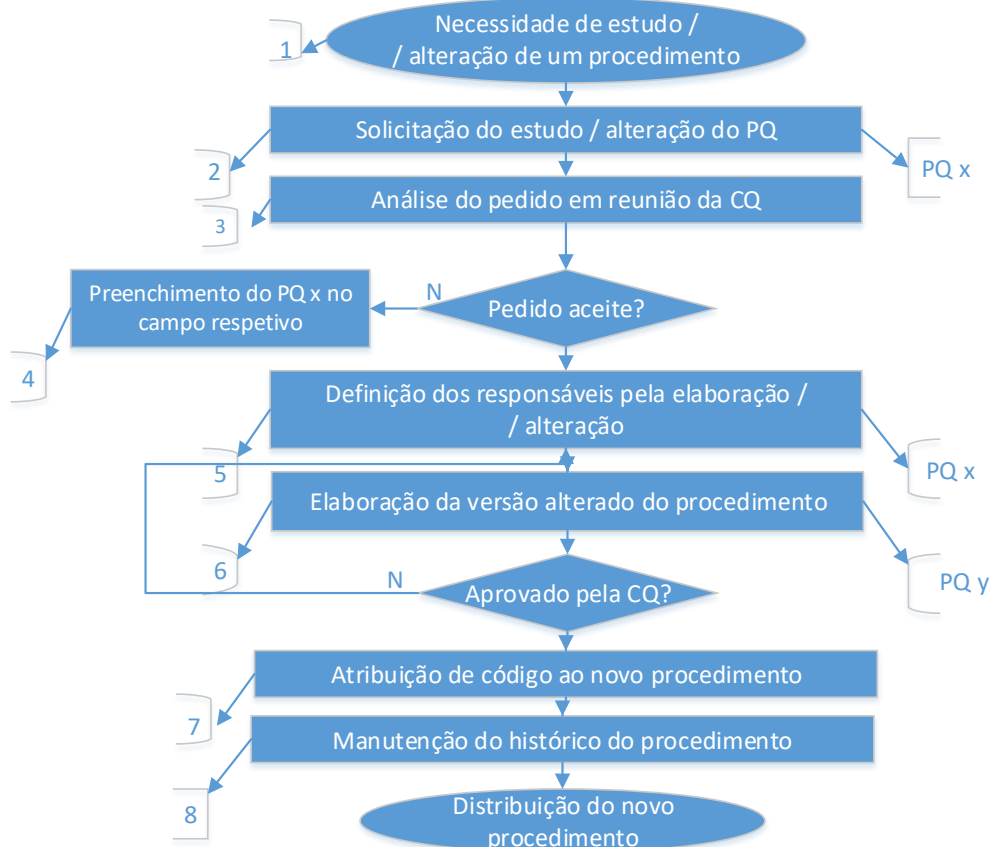 Necessidade de estudo /
/ alteração de um procedimento
1
Solicitação do estudo / alteração do PQ
2
PQ x
Análise do pedido em reunião da CQ
3
Pedido aceite?
N
Preenchimento do PQ x no
campo respetivo
4
Definição dos responsáveis pela elaboração /
/ alteração
5
PQ x
Elaboração da versão alterado do procedimento
6
PQ y
N
Aprovado pela CQ?
Atribuição de código ao novo procedimento
7
Manutenção do histórico do procedimento
8
Distribuição do novo
procedimento